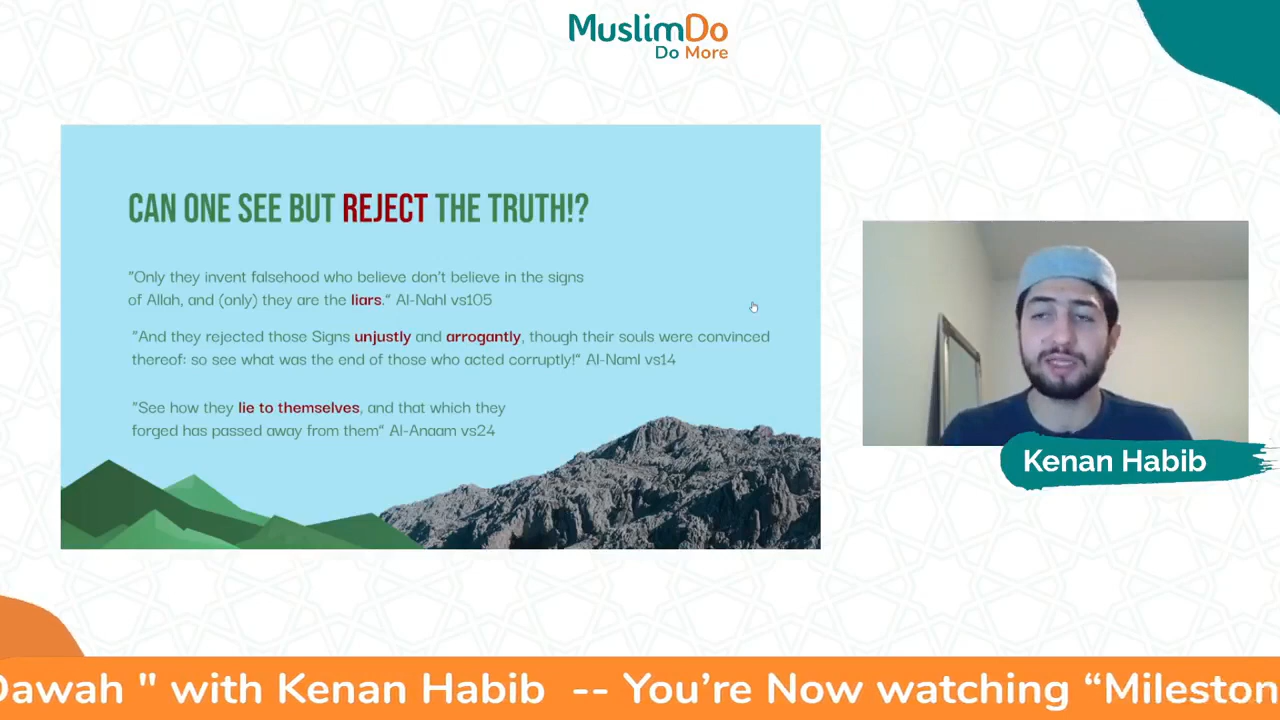 MuslimDo
Do More
CAN ONE SEE BUT REJECT THE TRUTH!?
"Only they invent falsehood who believe don't believe in the signs
of Allah, and (only) they are the liars." Al-Nahl vs105
"And they rejected those Signs unjustly and arrogantly, though their souls were convinced
thereof: so see what was the end of those who acted corruptly!" Al-Naml vs14
"See how they lie to themselves, and that which they
forged has passed away from them" Al-Anaam vs24
Kenan Habib
Dawah " with Kenan Habib -- You're Now watching "Mileston